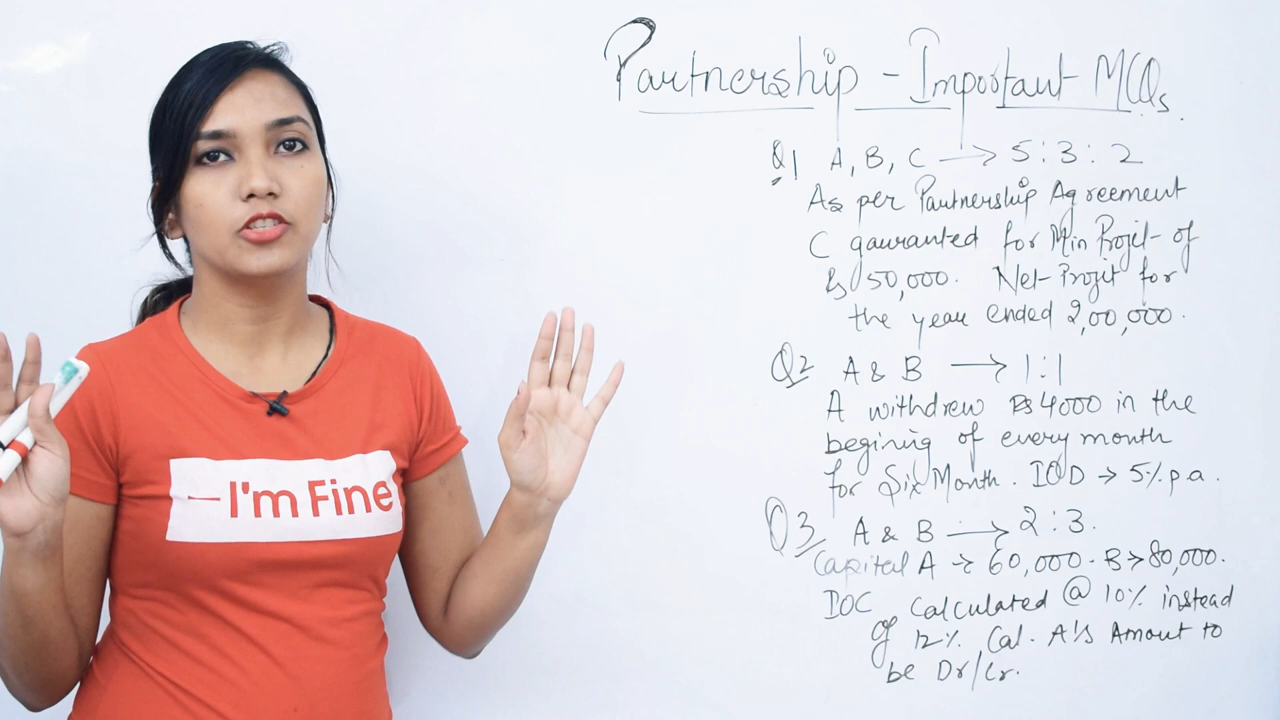 Partnership - Important MCQs.
Q1 A, B, C → 5 : 3 : 2
As per Partnership Agreement
C gauranted for Min Profit of
Rs 50,000. Net Profit for
the year ended 2,00,000.
Q2 A & B → 1:1
A withdrew Rs 4000 in the
begining of every month
for Six Month. IOD → 5% p.a.
Q3 A & B → 2 : 3.
Capital A → 60,000. B → 80,000.
IOC Calculated @ 10% instead
of 12%. Cal. A's Amout to
be Dr/Cr.
I'm Fine